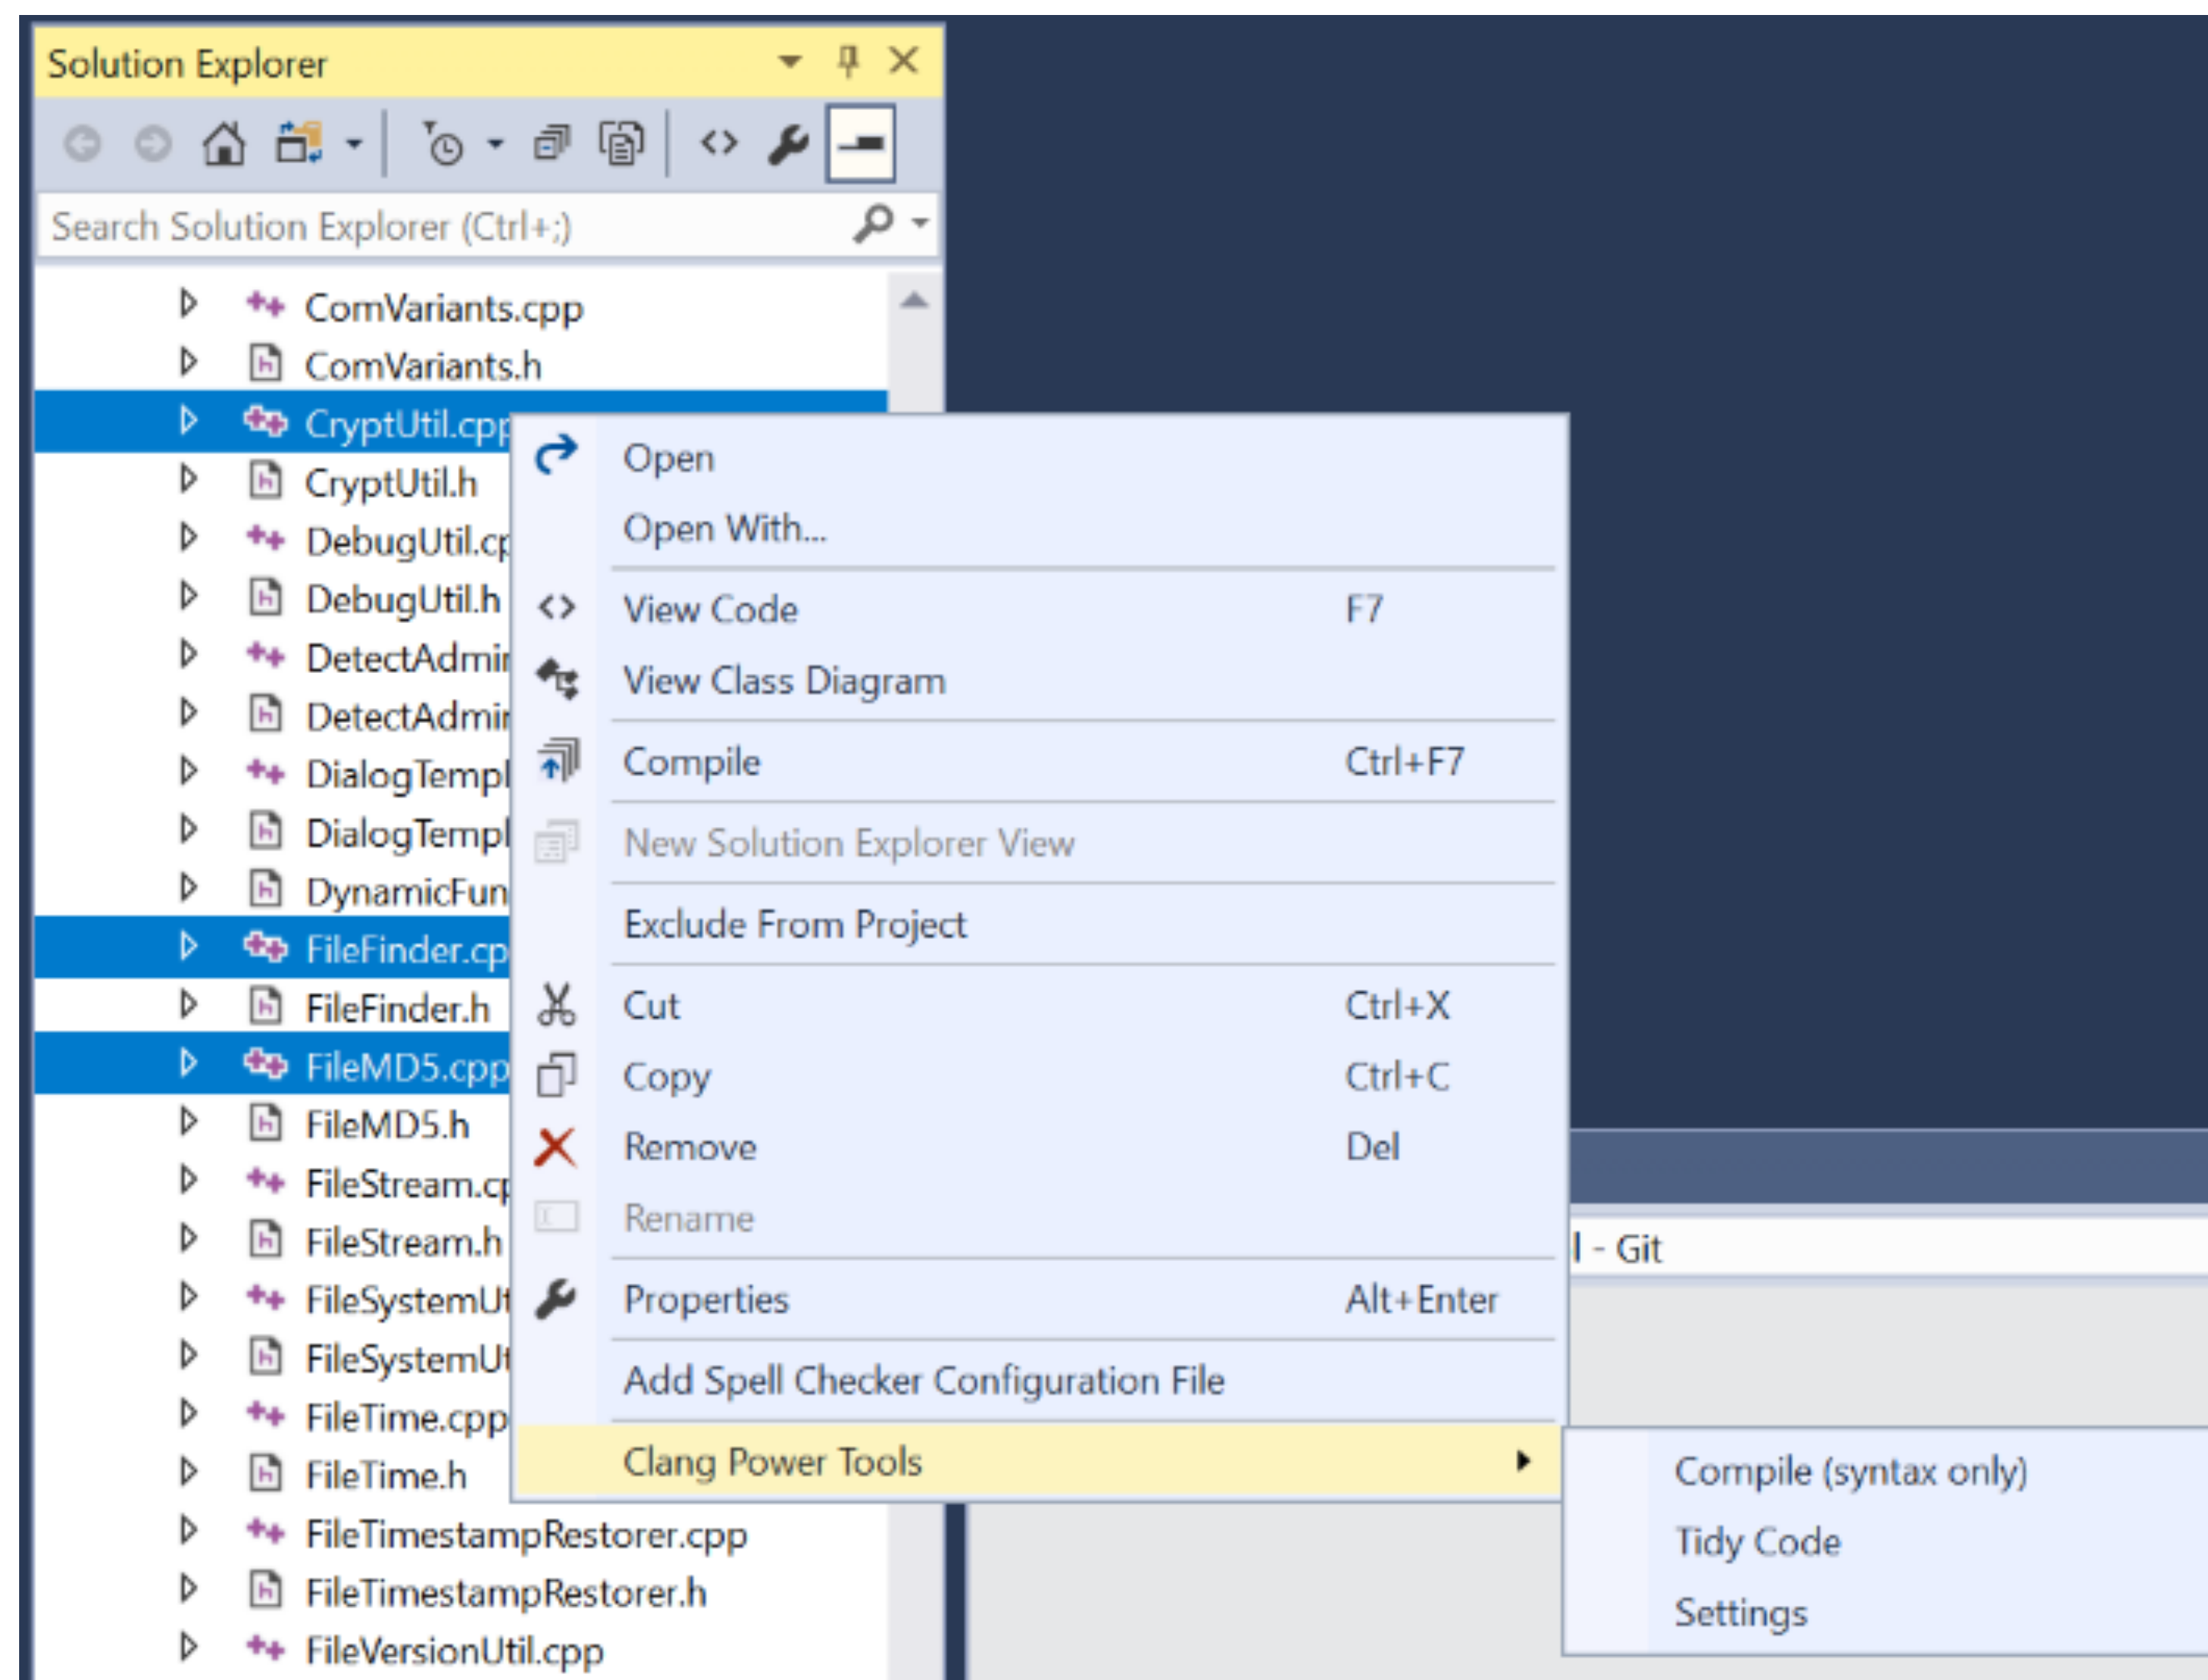 Solution Explorer
Search Solution Explorer (Ctrl+;)
ComVariants.cpp
ComVariants.h
CryptUtil.cpp
CryptUtil.h
DebugUtil.cp
DebugUtil.h
DetectAdmin
DetectAdmin
DialogTempl
DialogTempl
DynamicFun
FileFinder.cp
FileFinder.h
FileMD5.cpp
FileMD5.h
FileStream.cp
FileStream.h
FileSystemUt
FileSystemUt
FileTime.cpp
FileTime.h
FileTimestampRestorer.cpp
FileTimestampRestorer.h
FileVersionUtil.cpp
Open
Open With...
View Code F7
View Class Diagram
Compile Ctrl+F7
New Solution Explorer View
Exclude From Project
Cut Ctrl+X
Copy Ctrl+C
Remove Del
Rename
Properties Alt+Enter
Add Spell Checker Configuration File
Clang Power Tools
Compile (syntax only)
Tidy Code
Settings
l - Git